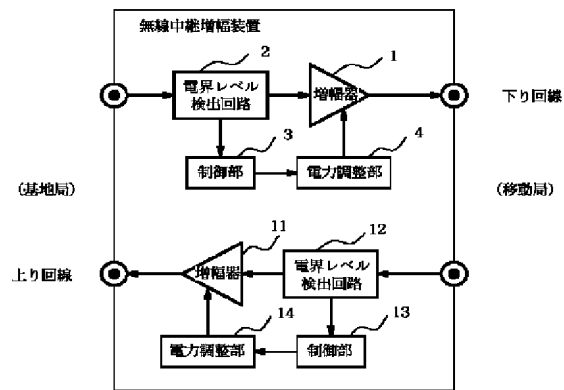 無線中継増幅装置
2
1
電界レベル
検出回路
増幅器
下り回線
3
4
制御部
電力調整部
(基地局)
(移動局)
11
12
上り回線
増幅器
電界レベル
検出回路
14
13
電力調整部
制御部